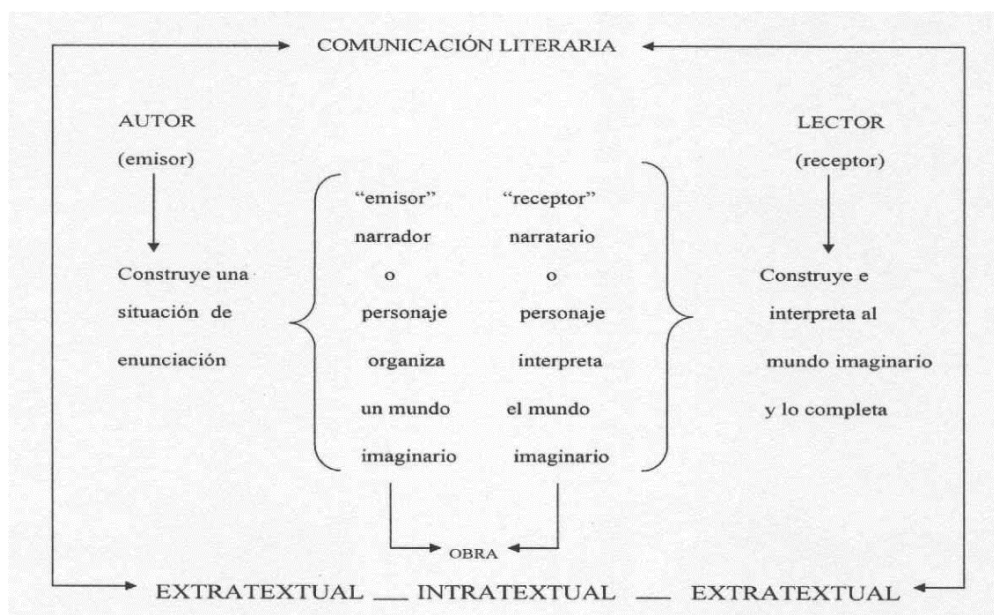 COMUNICACIÓN LITERARIA
AUTOR
(emisor)
Construye una
situación de
enunciación
“emisor”
narrador
o
personaje
organiza
un mundo
imaginario
“receptor”
narratario
o
personaje
interpreta
el mundo
imaginario
LECTOR
(receptor)
Construye e
interpreta al
mundo imaginario
y lo completa
OBRA
EXTRATEXTUAL __ INTRATEXTUAL __ EXTRATEXTUAL